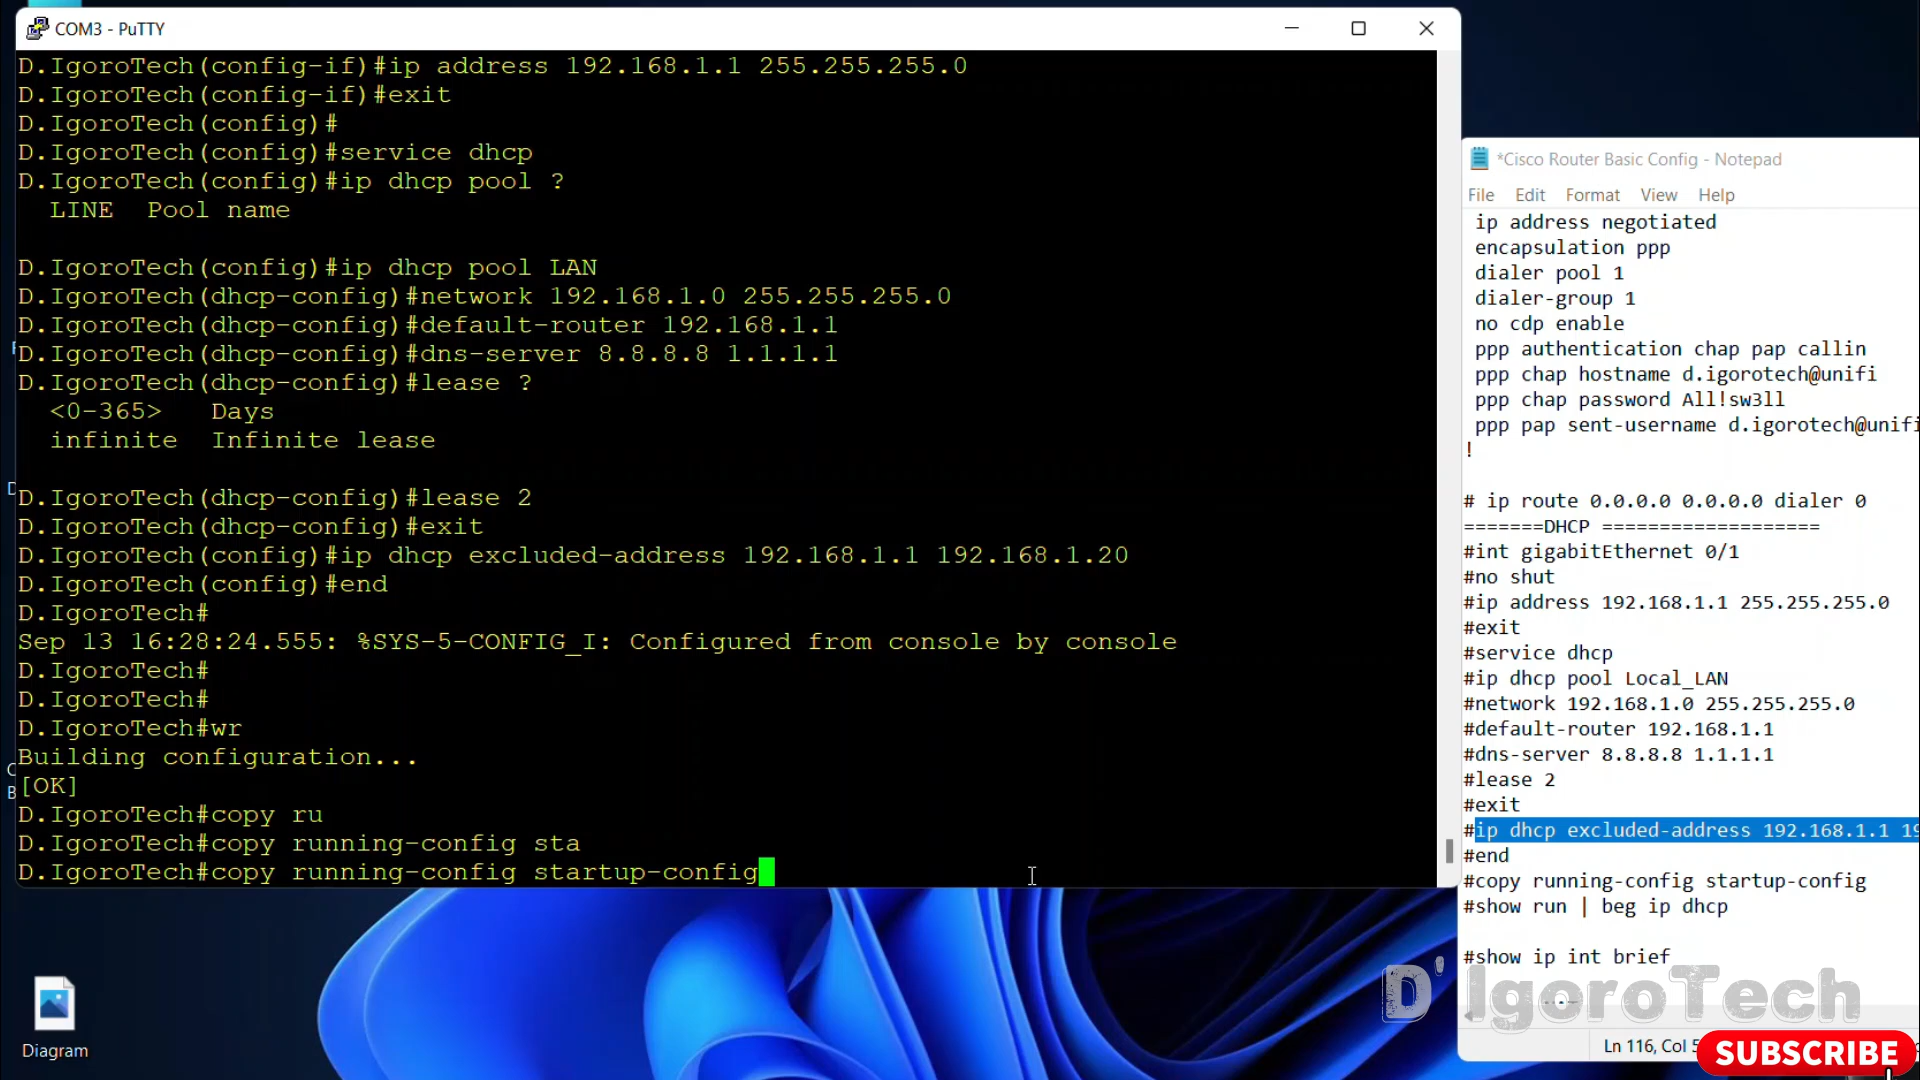 COM3 - PuTTY
D.IgoroTech(config-if)#ip address 192.168.1.1 255.255.255.0
D.IgoroTech(config-if)#exit
D.IgoroTech(config)#
D.IgoroTech(config)#service dhcp
D.IgoroTech(config)#ip dhcp pool ?
LINE Pool name
D.IgoroTech(config)#ip dhcp pool LAN
D.IgoroTech(dhcp-config)#network 192.168.1.0 255.255.255.0
D.IgoroTech(dhcp-config)#default-router 192.168.1.1
D.IgoroTech(dhcp-config)#dns-server 8.8.8.8 1.1.1.1
D.IgoroTech(dhcp-config)#lease ?
<0-365> Days
infinite Infinite lease
D.IgoroTech(dhcp-config)#lease 2
D.IgoroTech(dhcp-config)#exit
D.IgoroTech(config)#ip dhcp excluded-address 192.168.1.1 192.168.1.20
D.IgoroTech(config)#end
D.IgoroTech#
Sep 13 16:28:24.555: %SYS-5-CONFIG_I: Configured from console by console
D.IgoroTech#
D.IgoroTech#
D.IgoroTech#wr
Building configuration...
[OK]
D.IgoroTech#copy ru
D.IgoroTech#copy running-config sta
D.IgoroTech#copy running-config startup-config
*Cisco Router Basic Config - Notepad
File Edit Format View Help
ip address negotiated
encapsulation ppp
dialer pool 1
dialer-group 1
no cdp enable
ppp authentication chap pap callin
ppp chap hostname d.igorotech@unifi
ppp chap password All!sw3ll
ppp pap sent-username d.igorotech@unifi
!
# ip route 0.0.0.0 0.0.0.0 dialer 0
=======DHCP ===================
#int gigabitEthernet 0/1
#no shut
#ip address 192.168.1.1 255.255.255.0
#exit
#service dhcp
#ip dhcp pool Local_LAN
#network 192.168.1.0 255.255.255.0
#default-router 192.168.1.1
#dns-server 8.8.8.8 1.1.1.1
#lease 2
#exit
#ip dhcp excluded-address 192.168.1.1 19
#end
#copy running-config startup-config
#show run | beg ip dhcp
#show ip int brief
D'IgoroTech
Ln 116, Col
SUBSCRIBE
Diagram